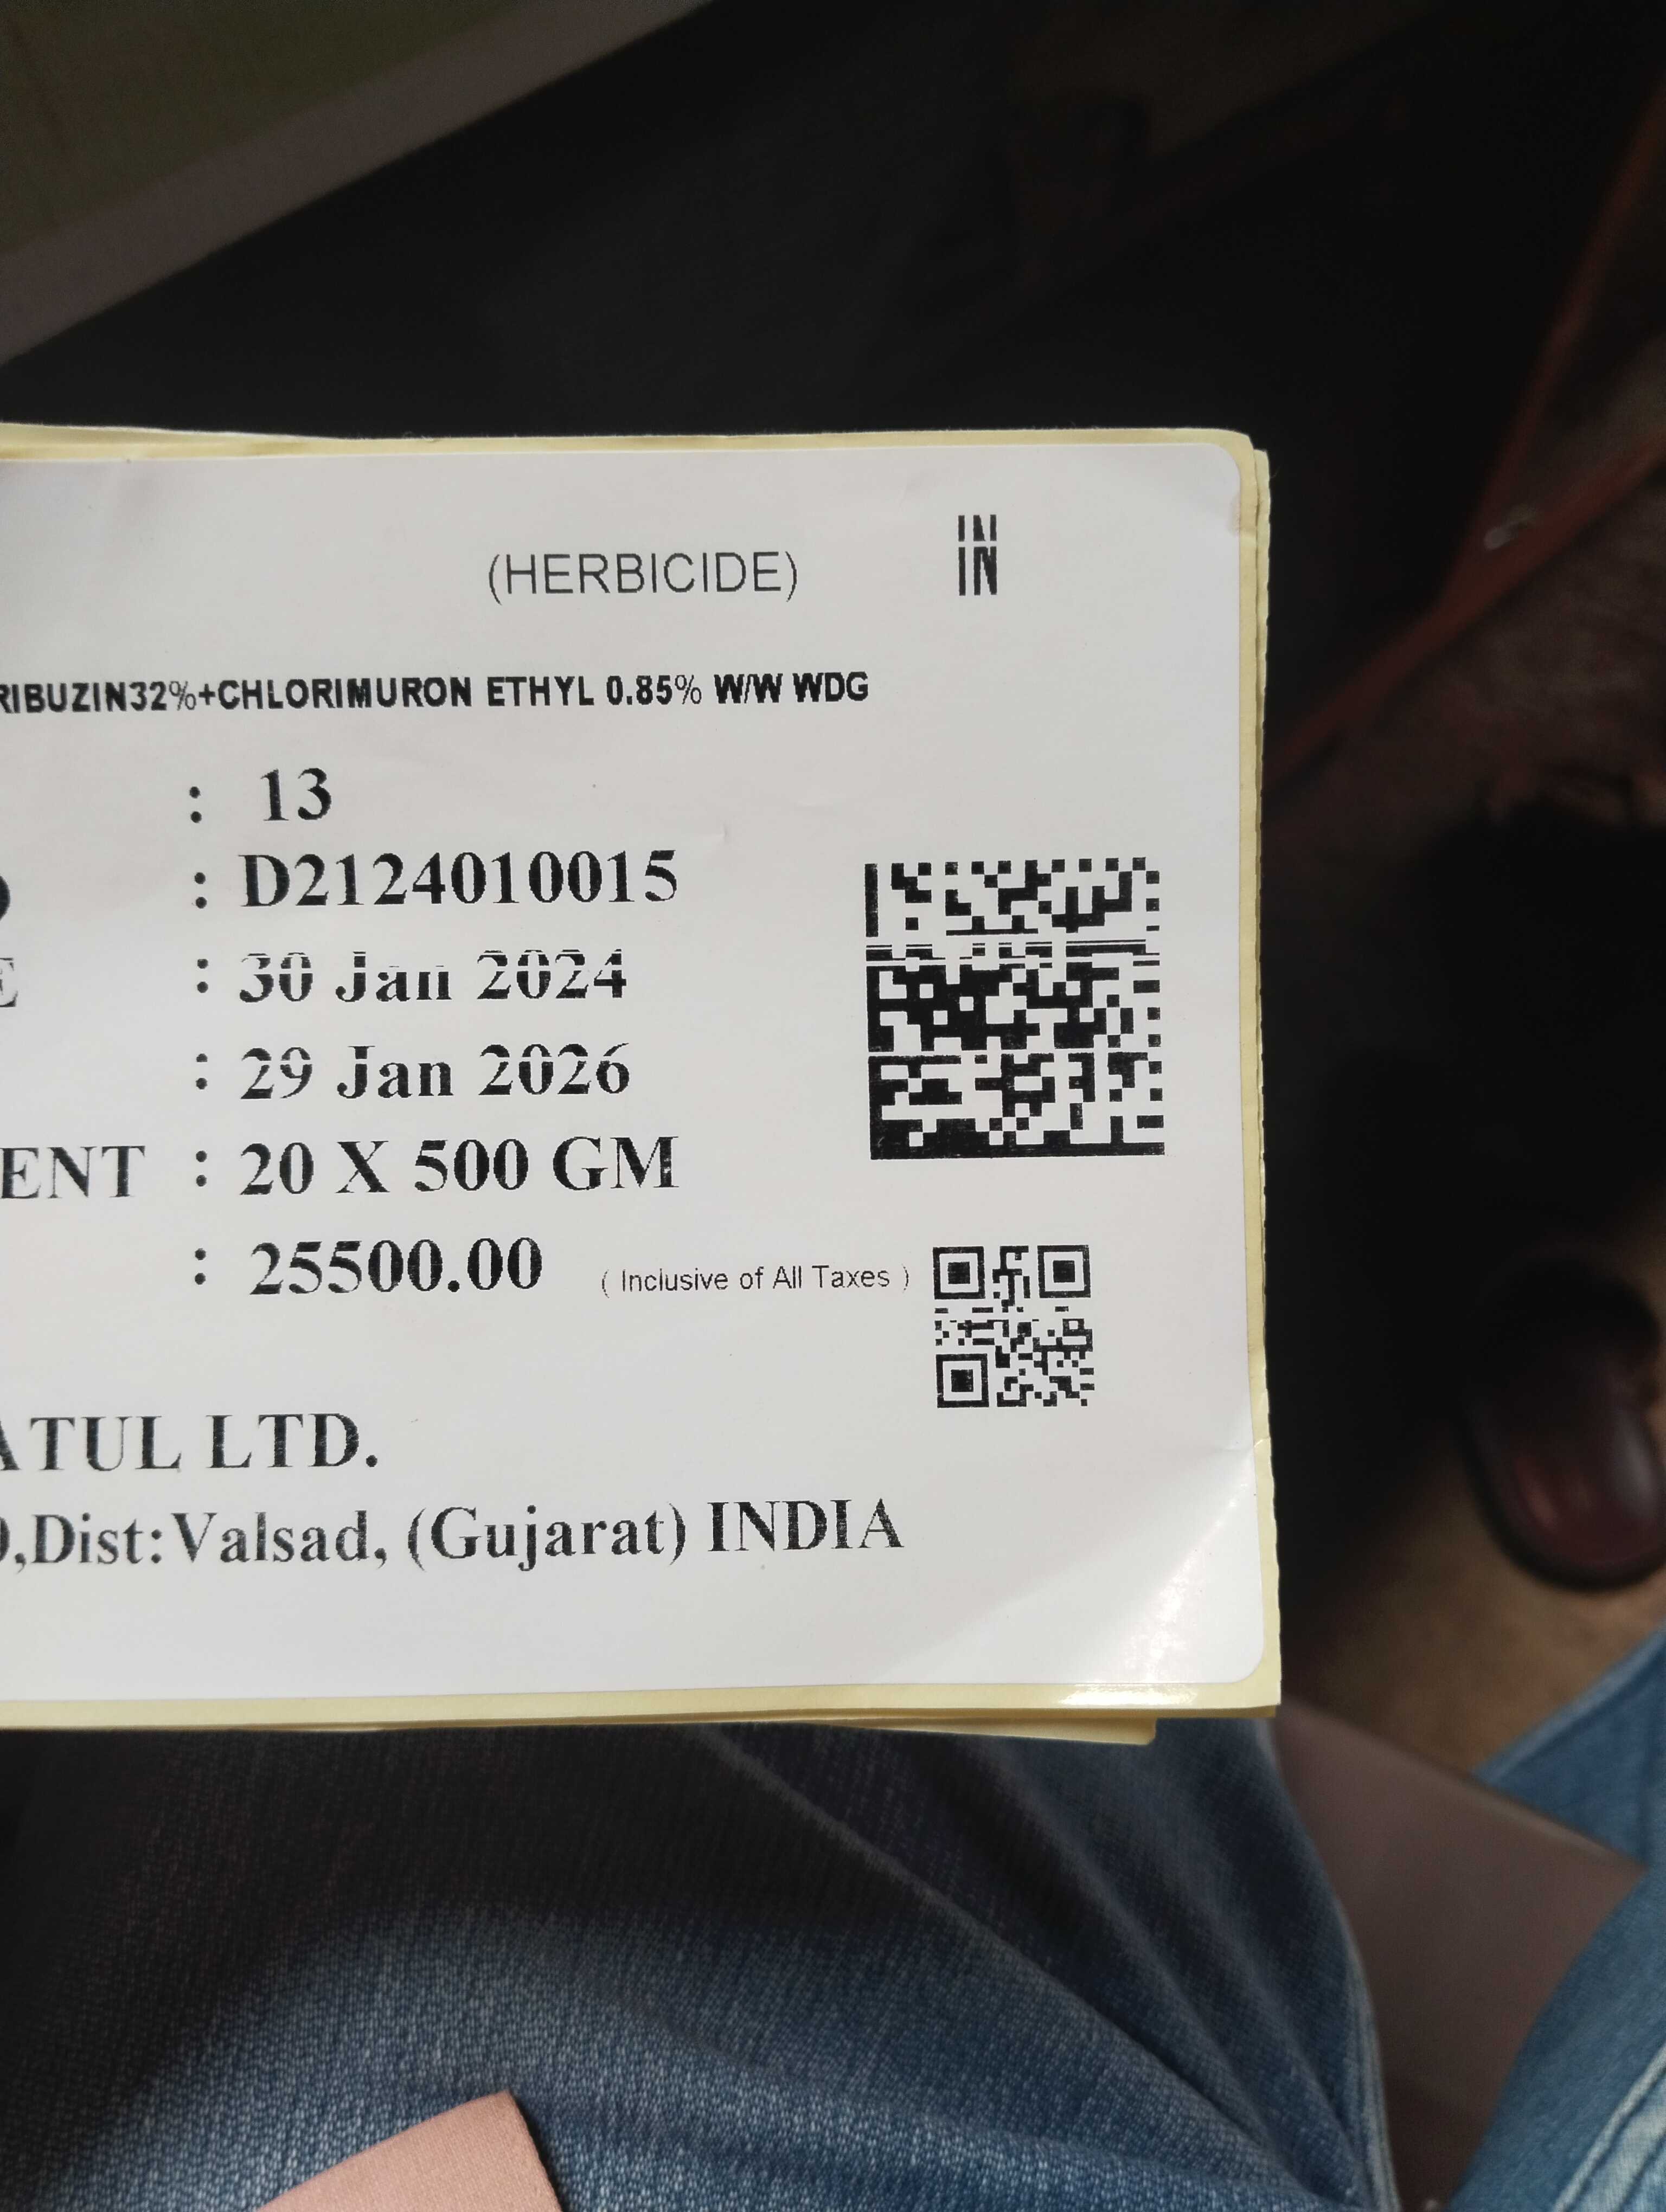 (HERBICIDE)
IN
RIBUZIN32%+CHLORIMURON ETHYL 0.85% W/W WDG
: 13
: D2124010015
E : 30 Jan 2024
: 29 Jan 2026
ENT : 20 X 500 GM
: 25500.00 ( Inclusive of All Taxes )
ATUL LTD.
),Dist:Valsad, (Gujarat) INDIA